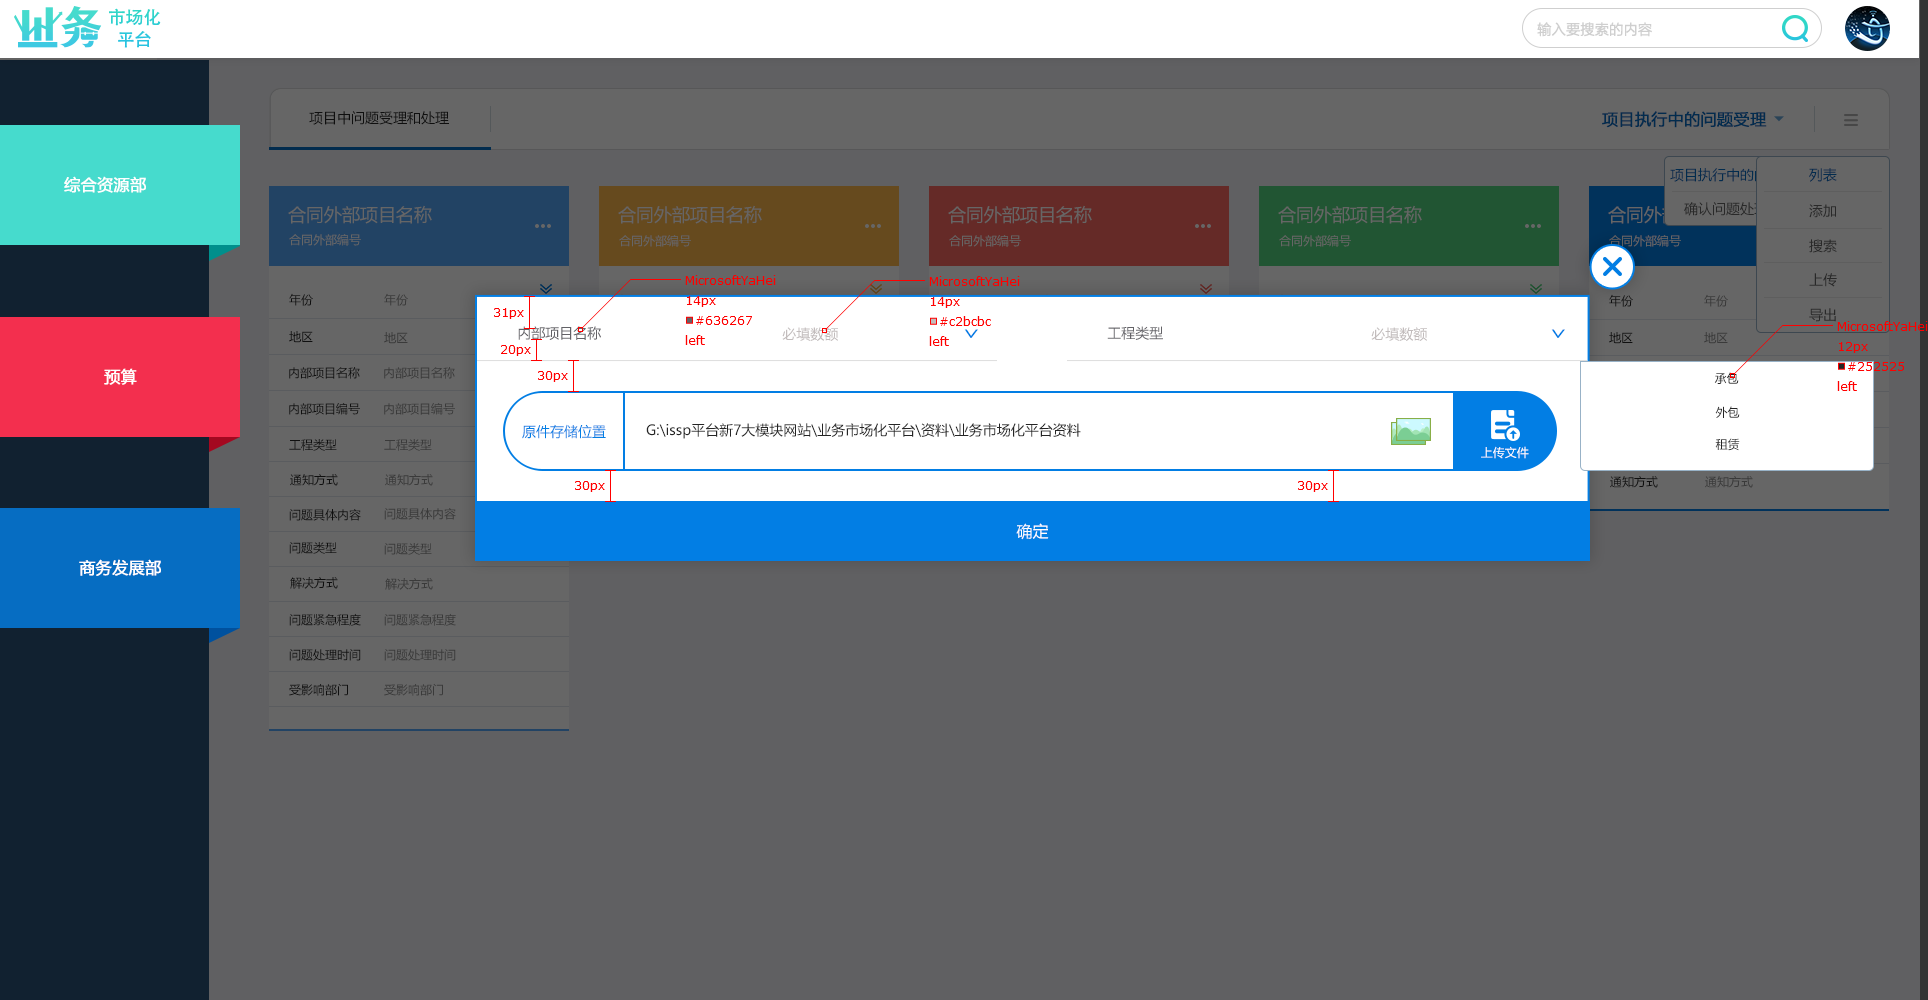 业务 市场化
平台
输入要搜索的内容
项目中问题受理和处理
项目执行中的问题受理
综合资源部
预算
商务发展部
合同外部项目名称
合同外部编号
合同外部项目名称
合同外部编号
合同外部项目名称
合同外部编号
合同外部项目名称
合同外部编号
合同外部编号
项目执行中的
确认问题处
列表
添加
搜索
上传
导出
年份 年份
地区 地区
内部项目名称 内部项目名称
内部项目编号 内部项目编号
工程类型 工程类型
通知方式 通知方式
问题具体内容 问题具体内容
问题类型 问题类型
解决方式 解决方式
问题紧急程度 问题紧急程度
问题处理时间 问题处理时间
受影响部门 受影响部门
MicrosoftYaHei
14px
#636267
left
MicrosoftYaHei
14px
#c2bcbc
left
31px
20px
30px
内部项目名称 必填数额 工程类型 必填数额
原件存储位置 G:\issp平台新7大模块网站\业务市场化平台\资料\业务市场化平台资料 上传文件
30px 30px
确定
年份 年份
地区 地区
MicrosoftYaHei
12px
#252525
left
承包
外包
租赁
通知方式 通知方式